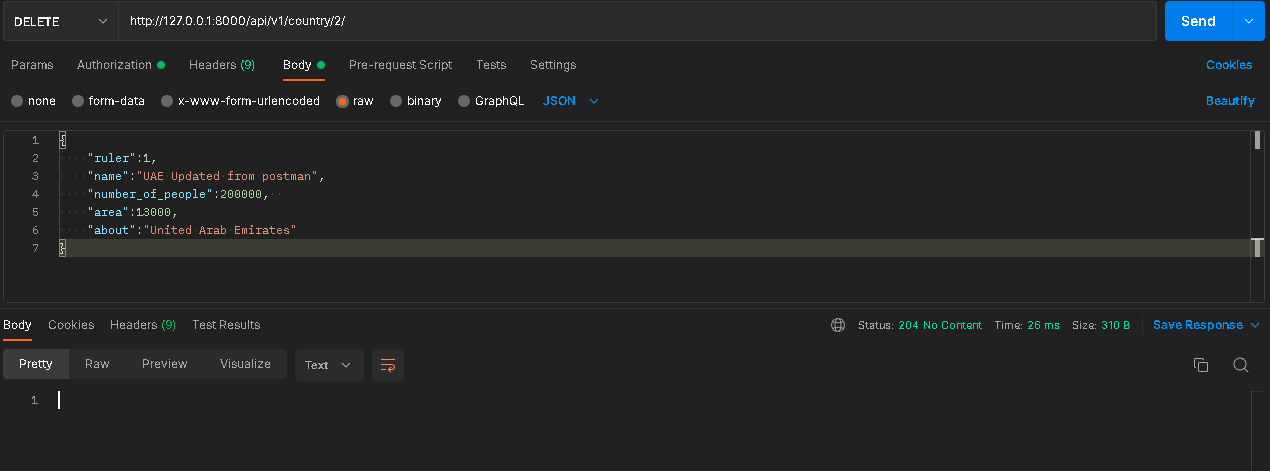 DELETE http://127.0.0.1:8000/api/v1/country/2/ Send
Params Authorization Headers (9) Body Pre-request Script Tests Settings Cookies
none form-data x-www-form-urlencoded raw binary GraphQL JSON Beautify
1 {
2 "ruler":1,
3 "name":"UAE Updated from postman",
4 "number_of_people":200000,
5 "area":13000,
6 "about":"United Arab Emirates"
7 }
Body Cookies Headers (9) Test Results Status: 204 No Content Time: 26 ms Size: 310 B Save Response
Pretty Raw Preview Visualize Text
1